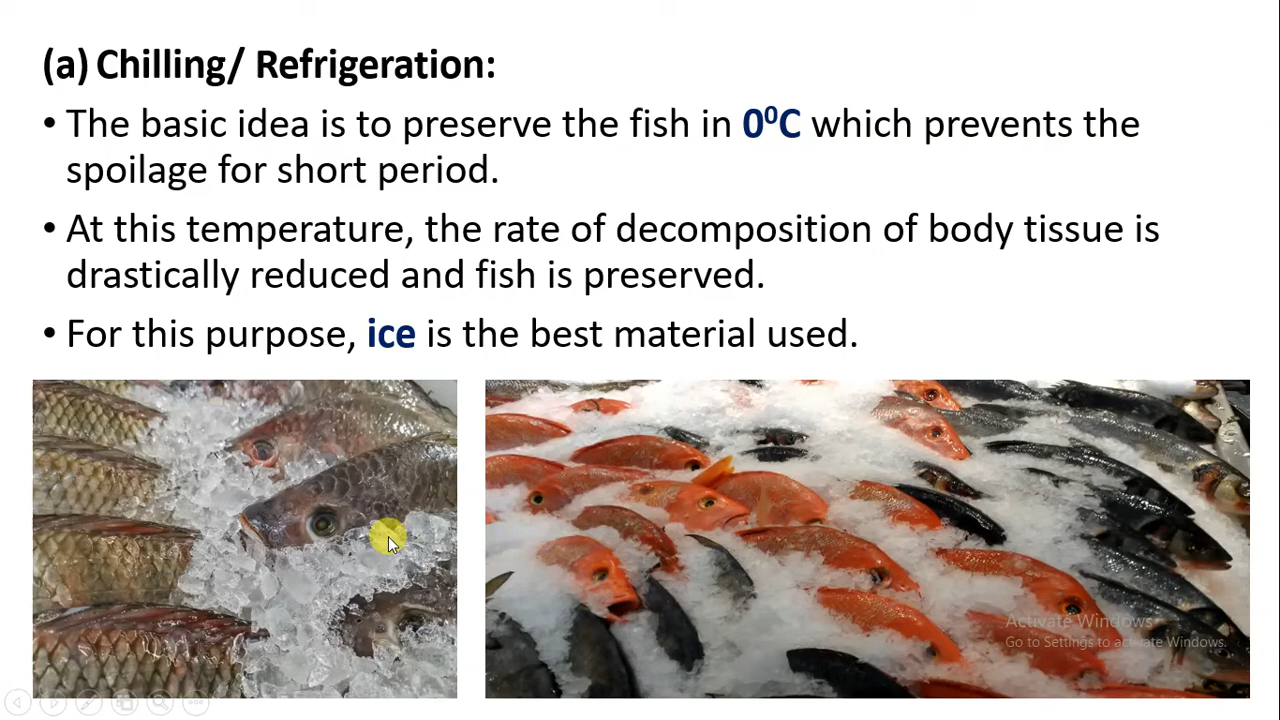 (a) Chilling/ Refrigeration:
• The basic idea is to preserve the fish in 0⁰C which prevents the
spoilage for short period.
• At this temperature, the rate of decomposition of body tissue is
drastically reduced and fish is preserved.
• For this purpose, ice is the best material used.
Activate Windows
Go to Settings to activate Windows.